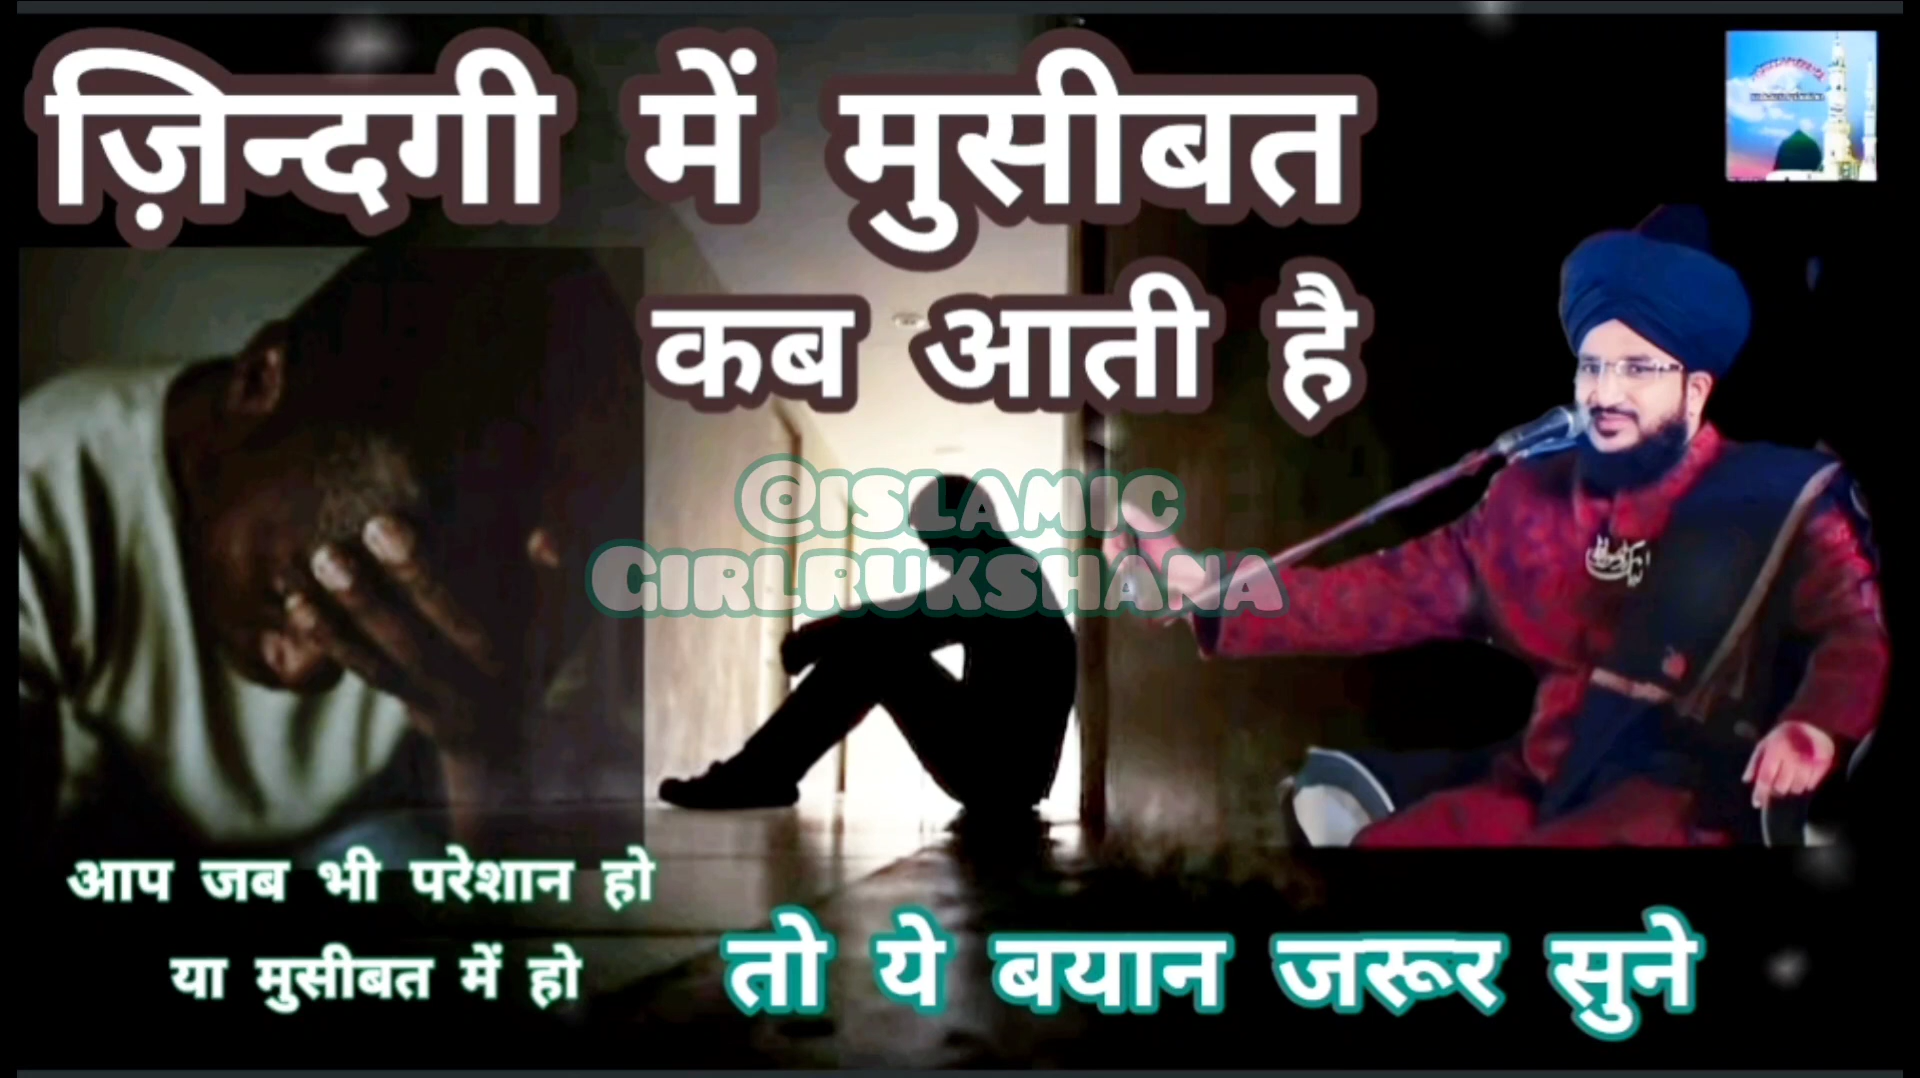 ज़िन्दगी में मुसीबत
कब आती है
©ISLAMIC
GIRLRUKSHANA
आप जब भी परेशान हो
या मुसीबत में हो
तो ये बयान जरूर सुने